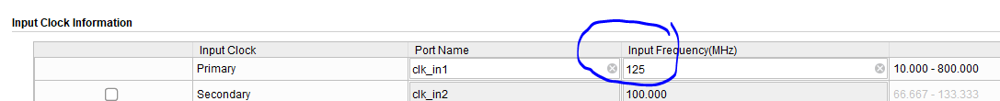 Input Clock Information
Input Clock Port Name Input Frequency(MHz)
Primary clk_in1 125 10.000 - 800.000
Secondary clk_in2 100.000 66.667 - 133.333